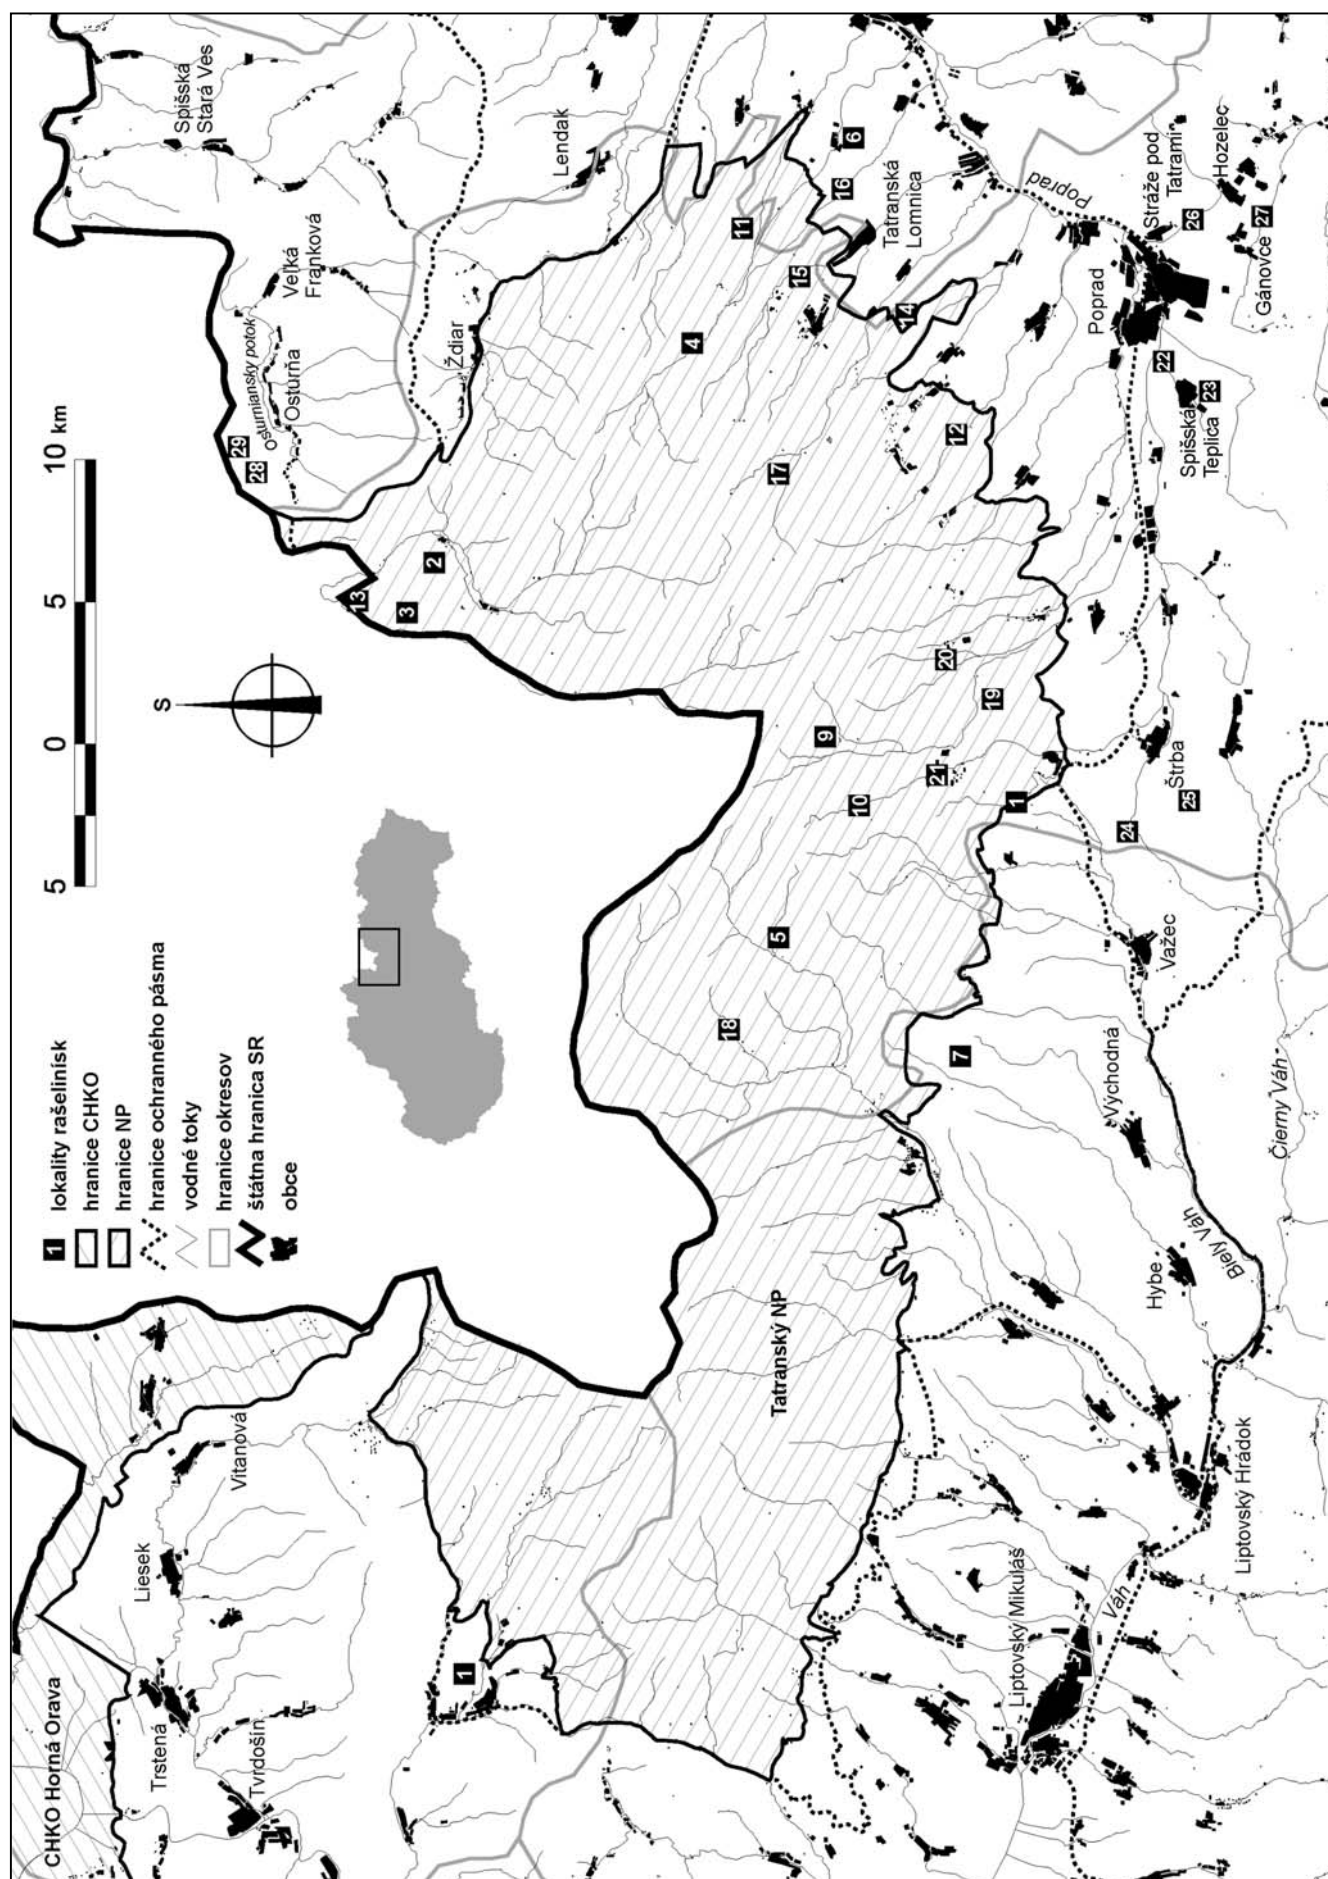 CHKO Horná Orava
Trstená
Tvrdošín
Liesek
Vitanová
1
lokality rašelinísk
hranice CHKO
hranice NP
hranice ochranného pásma
vodné toky
hranice okresov
štátna hranica SR
obce
5
0
5
10 km
S
Spišská
Stará Ves
Veľká
Franková
Osturniansky potok
Osturňa
Ždiar
Lendak
29
28
13
3
2
4
11
15
16
6
Tatranská
Lomnica
14
17
12
9
10
20
19
21
1
5
18
7
1
Tatranský NP
Poprad
Poprad
Stráže pod
Tatrami
Hozelec
26
27
Gánovce
22
23
Spišská
Teplica
Štrba
24
25
Važec
Východná
Čierny Váh
Biely Váh
Hybe
Liptovský Hrádok
Liptovský Mikuláš
Váh